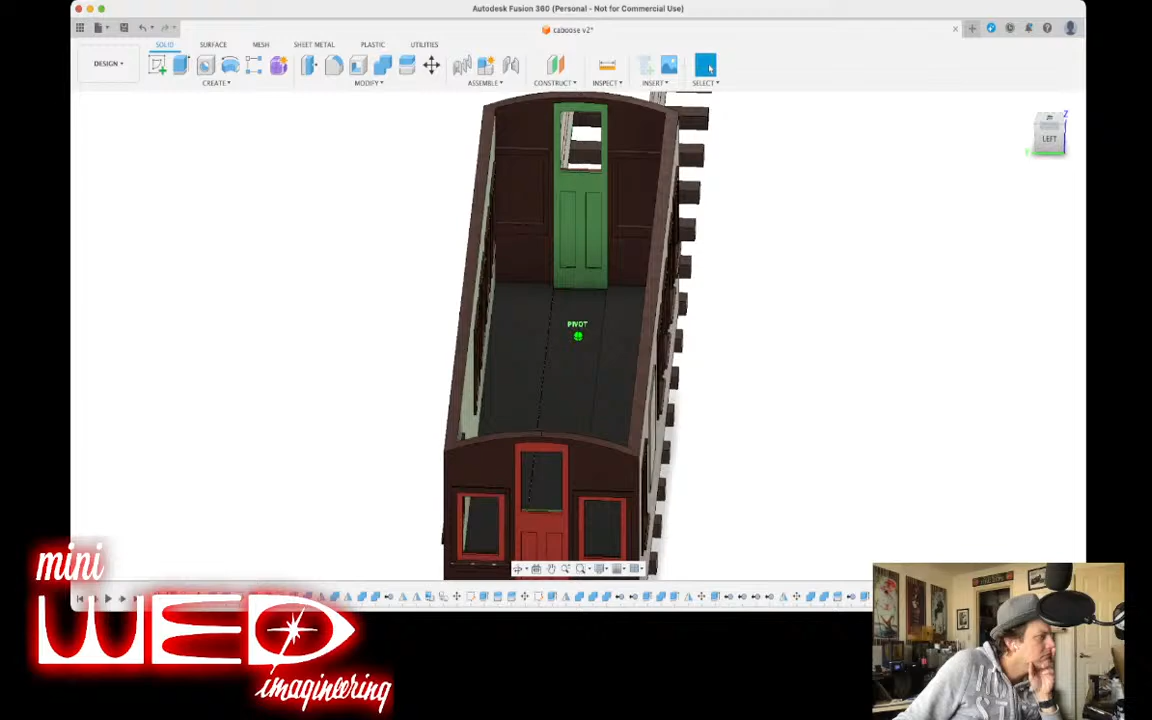 Autodesk Fusion 360 (Personal - Not for Commercial Use)
caboose v2*
SOLID SURFACE MESH SHEET METAL PLASTIC UTILITIES
DESIGN
CREATE MODIFY ASSEMBLE CONSTRUCT INSPECT INSERT SELECT
Z
LEFT
PIVOT
mini
WED
imagineering